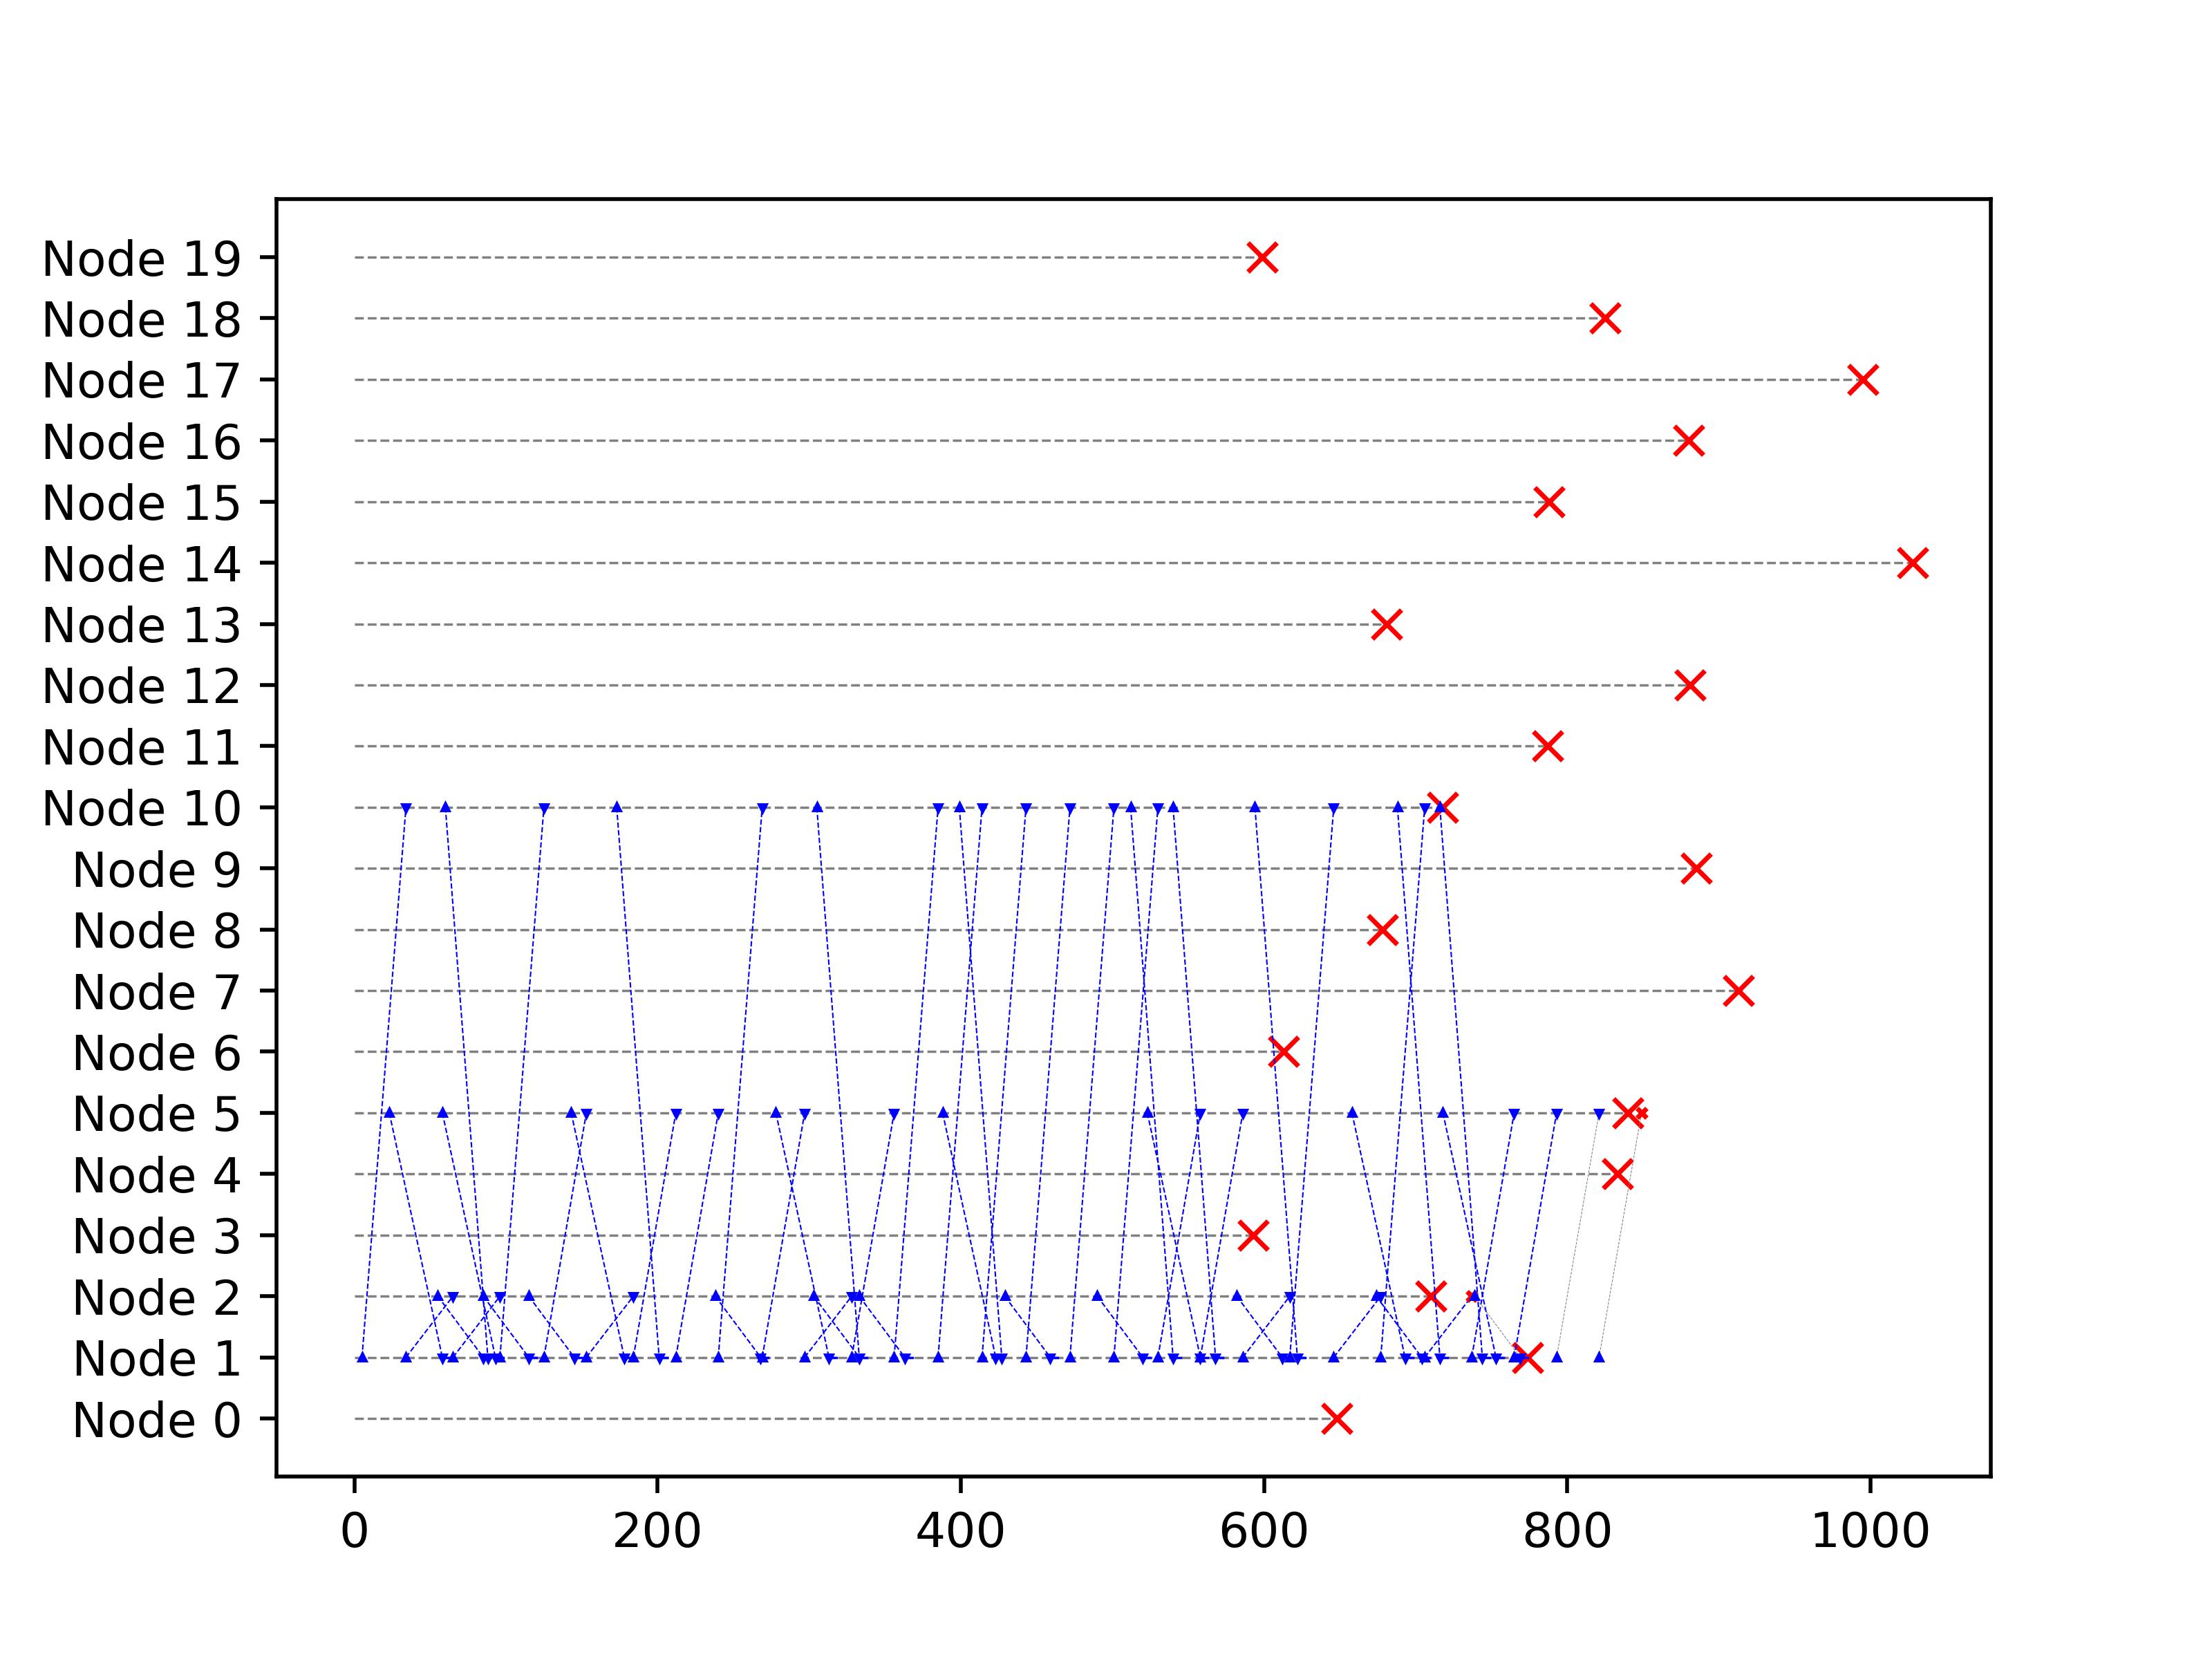 Node 19
Node 18
Node 17
Node 16
Node 15
Node 14
Node 13
Node 12
Node 11
Node 10
Node 9
Node 8
Node 7
Node 6
Node 5
Node 4
Node 3
Node 2
Node 1
Node 0
0 200 400 600 800 1000